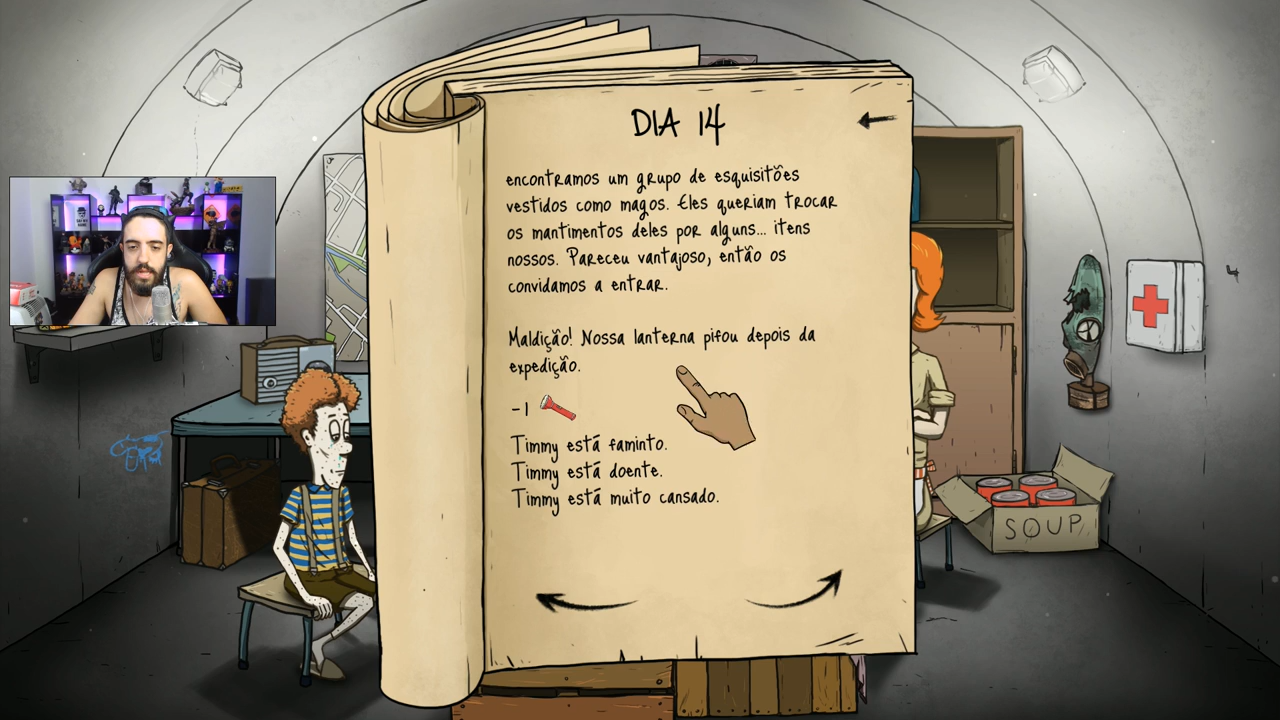 DIA 14
encontramos um grupo de esquisitões
vestidos como magos. Eles queriam trocar
os mantimentos deles por alguns... itens
nossos. Pareceu vantajoso, então os
convidamos a entrar.
Maldição! Nossa lanterna pifou depois da
expedição.
-1
Timmy está faminto.
Timmy está doente.
Timmy está muito cansado.
SOUP